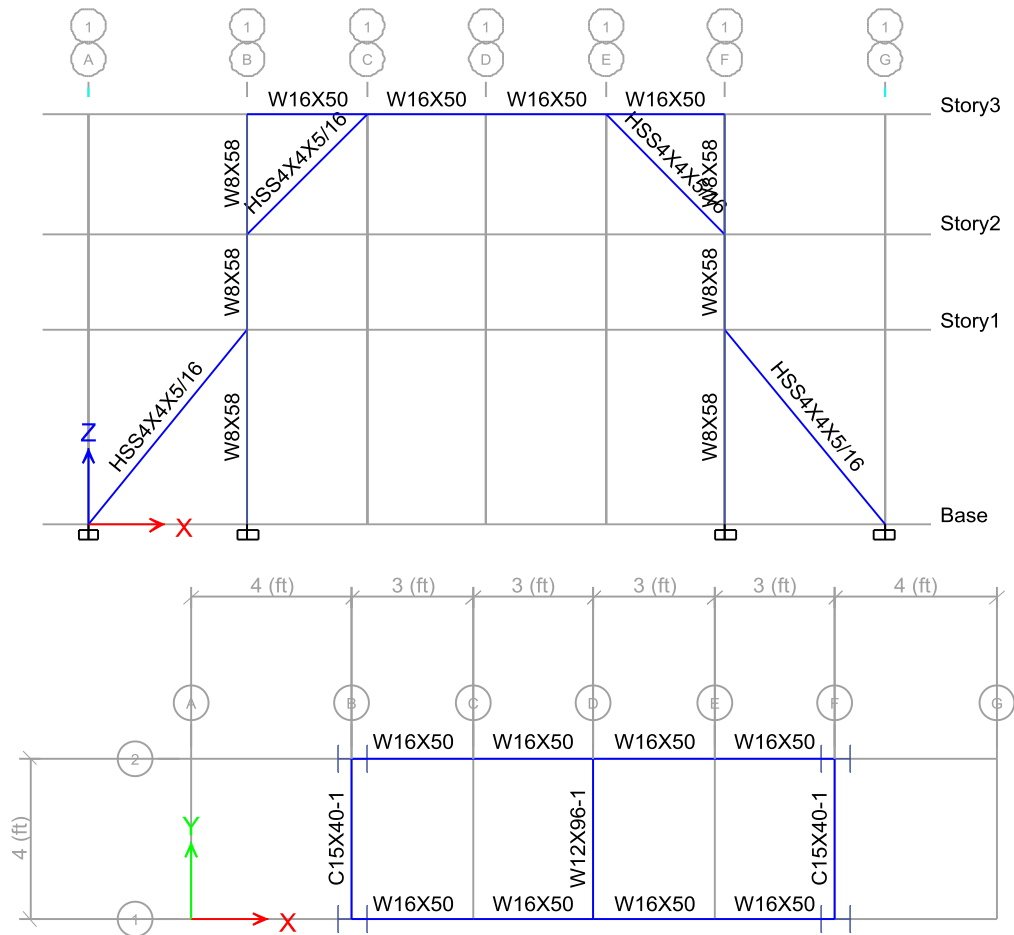 1 1 1 1 1 1 1
A B C D E F G
W16X50 W16X50 W16X50 W16X50
Story3
HSS4X4X5/16
HSS4X4X5/16
W8X58
W8X58
Story2
W8X58
W8X58
Story1
HSS4X4X5/16
HSS4X4X5/16
W8X58
W8X58
Z
X
Base
4 (ft) 3 (ft) 3 (ft) 3 (ft) 3 (ft) 4 (ft)
A B C D E F G
W16X50 W16X50 W16X50 W16X50
2
4 (ft)
C15X40-1
W12X96-1
C15X40-1
Y
W16X50 W16X50 W16X50 W16X50
1
X